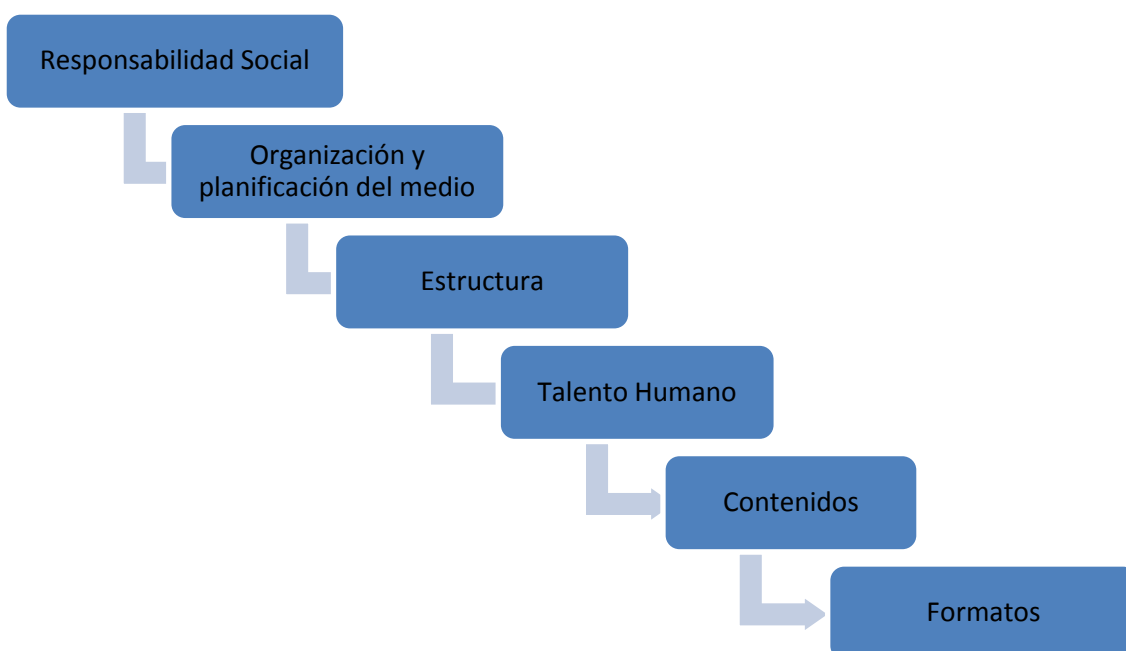 Responsabilidad Social
Organización y
planificación del medio
Estructura
Talento Humano
Contenidos
Formatos